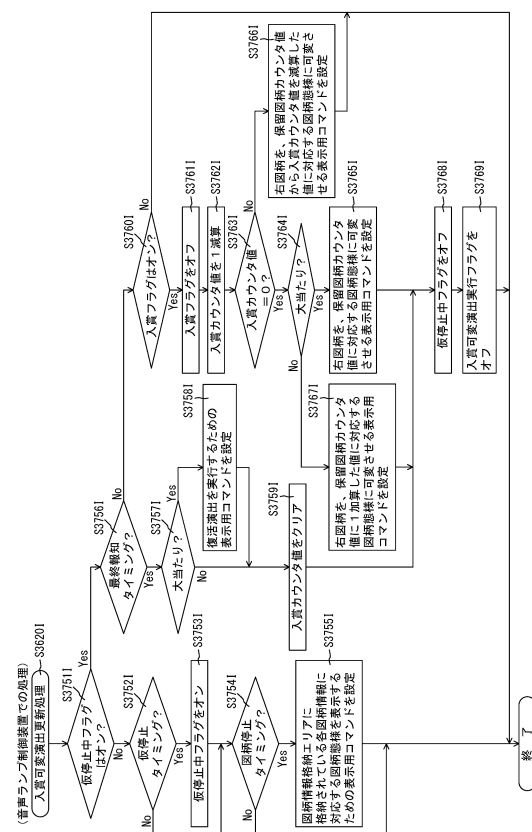 (音声ランプ制御装置での処理)
入賞可変演出更新処理
S3620I
S3751I
仮停止中フラグ
はオン?
Yes
No
S3752I
仮停止
タイミング?
No
Yes
S3753I
仮停止中フラグをオン
S3754I
図柄停止
タイミング?
No
Yes
S3755I
図柄情報格納エリアに
格納されている各図柄情報に
対応する図柄態様を表示する
ための表示用コマンドを設定
S3756I
最終報知
タイミング?
No
Yes
S3757I
大当たり?
Yes
No
S3758I
復活演出を実行するための
表示用コマンドを設定
S3759I
入賞カウンタ値をクリア
S3760I
入賞フラグはオン?
No
Yes
S3761I
入賞フラグをオフ
S3762I
入賞カウンタ値を1減算
S3763I
入賞カウンタ値
=0?
No
Yes
S3764I
大当たり?
No
Yes
S3765I
右図柄を、保留図柄カウンタ
値に対応する図柄態様に可変
させる表示用コマンドを設定
S3766I
右図柄を、保留図柄カウンタ値
から入賞カウンタ値を減算した
値に対応する図柄態様に可変さ
せる表示用コマンドを設定
S3767I
右図柄を、保留図柄カウンタ
値に1加算した値に対応する
図柄態様に可変させる表示用
コマンドを設定
S3768I
仮停止中フラグをオフ
S3769I
入賞可変演出実行フラグを
オフ
終 了